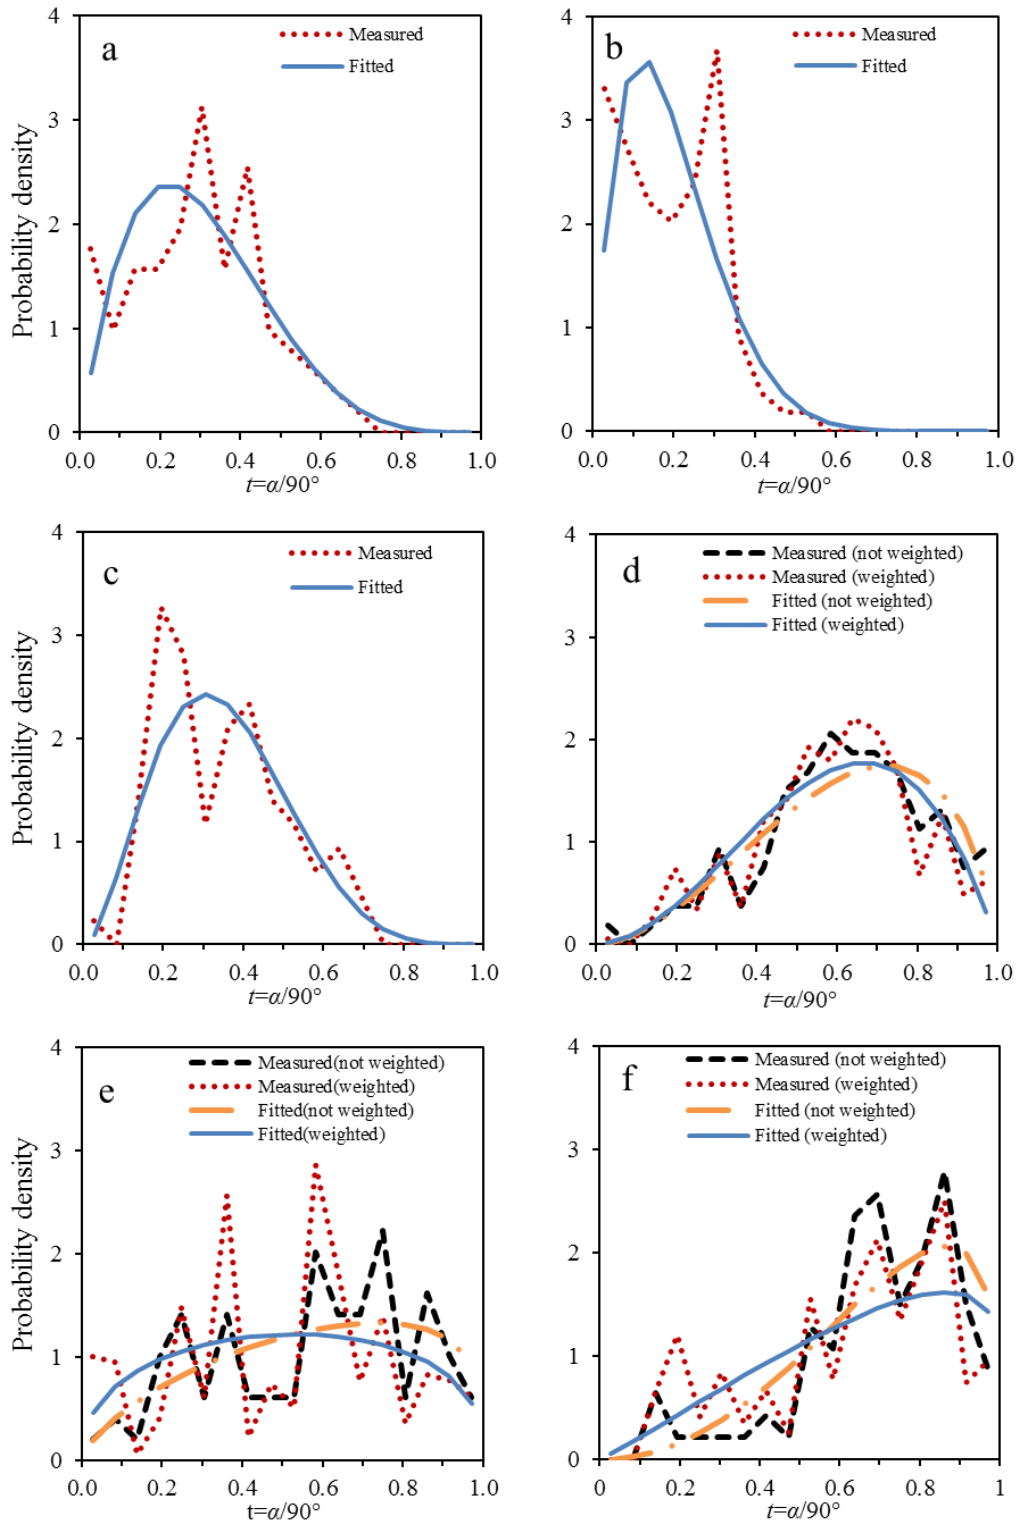 a
Measured
Fitted
Probability density
4
3
2
1
0
0.0 0.2 0.4 0.6 0.8 1.0
t=α/90°
b
Measured
Fitted
4
3
2
1
0
0.0 0.2 0.4 0.6 0.8 1.0
t=α/90°
c
Measured
Fitted
Probability density
4
3
2
1
0
0.0 0.2 0.4 0.6 0.8 1.0
t=α/90°
d
Measured (not weighted)
Measured (weighted)
Fitted (not weighted)
Fitted (weighted)
4
3
2
1
0
0.0 0.2 0.4 0.6 0.8 1.0
t=α/90°
e
Measured(not weighted)
Measured(weighted)
Fitted(not weighted)
Fitted(weighted)
Probability density
4
3
2
1
0
0.0 0.2 0.4 0.6 0.8 1.0
t=α/90°
f
Measured (not weighted)
Measured (weighted)
Fitted (not weighted)
Fitted (weighted)
4
3
2
1
0
0 0.2 0.4 0.6 0.8 1
t=α/90°